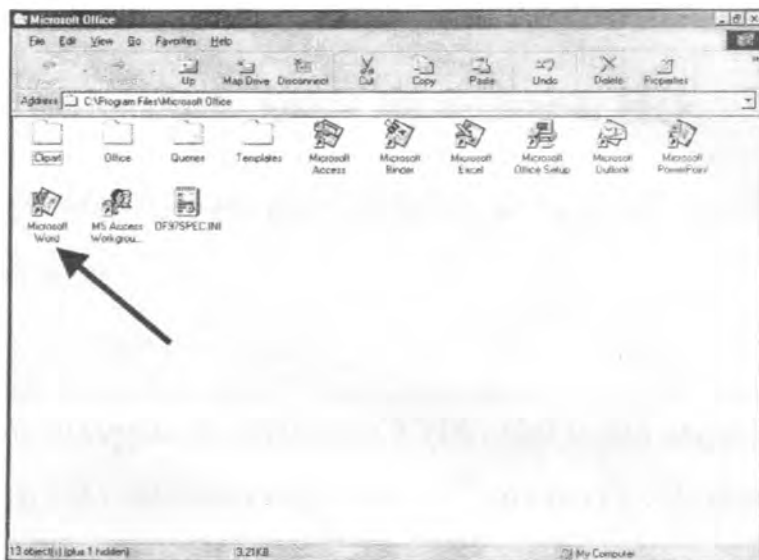 Microsoft Office
File Edit View Go Favorites Help
Up Map Drive Disconnect Cut Copy Paste Undo Delete Properties
Address C:\Program Files\Microsoft Office
Clipart Office Queries Templates Microsoft Access Microsoft Binder Microsoft Excel Microsoft Office Setup Microsoft Outlook Microsoft PowerPoint
Microsoft Word MS Access Workgrou... OF97SPEC.INI
13 object(s) (plus 1 hidden) 3,21KB My Computer